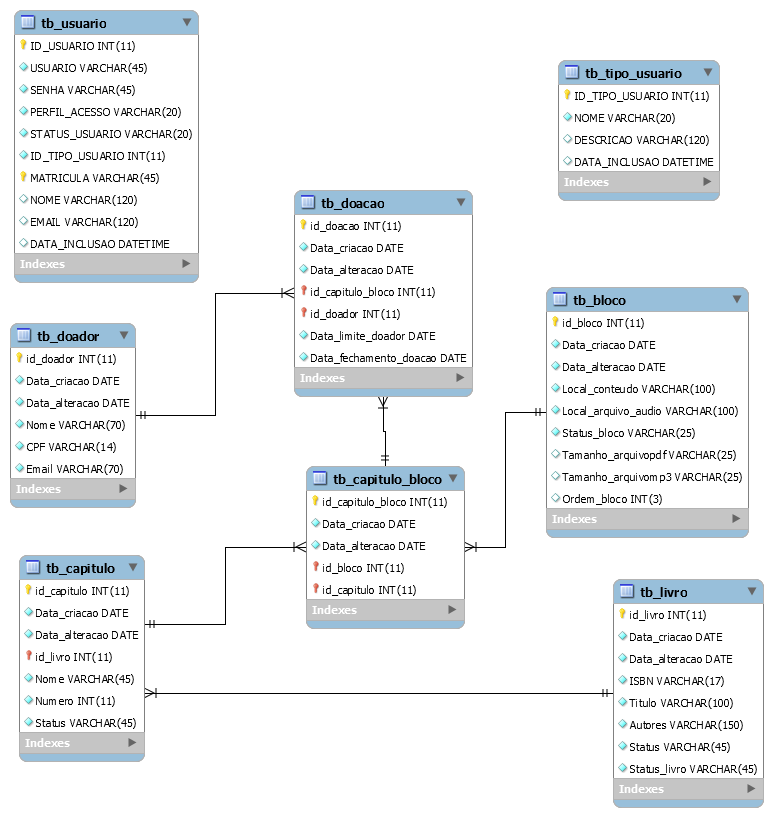 tb_usuario
ID_USUARIO INT(11)
USUARIO VARCHAR(45)
SENHA VARCHAR(45)
PERFIL_ACESSO VARCHAR(20)
STATUS_USUARIO VARCHAR(20)
ID_TIPO_USUARIO INT(11)
MATRICULA VARCHAR(45)
NOME VARCHAR(120)
EMAIL VARCHAR(120)
DATA_INCLUSAO DATETIME
Indexes
tb_tipo_usuario
ID_TIPO_USUARIO INT(11)
NOME VARCHAR(20)
DESCRICAO VARCHAR(120)
DATA_INCLUSAO DATETIME
Indexes
tb_doacao
id_doacao INT(11)
Data_criacao DATE
Data_alteracao DATE
id_capitulo_bloco INT(11)
id_doador INT(11)
Data_limite_doador DATE
Data_fechamento_doacao DATE
Indexes
tb_doador
id_doador INT(11)
Data_criacao DATE
Data_alteracao DATE
Nome VARCHAR(70)
CPF VARCHAR(14)
Email VARCHAR(70)
Indexes
tb_bloco
id_bloco INT(11)
Data_criacao DATE
Data_alteracao DATE
Local_conteudo VARCHAR(100)
Local_arquivo_audio VARCHAR(100)
Status_bloco VARCHAR(25)
Tamanho_arquivopdf VARCHAR(25)
Tamanho_arquivomp3 VARCHAR(25)
Ordem_bloco INT(3)
Indexes
tb_capitulo_bloco
id_capitulo_bloco INT(11)
Data_criacao DATE
Data_alteracao DATE
id_bloco INT(11)
id_capitulo INT(11)
Indexes
tb_capitulo
id_capitulo INT(11)
Data_criacao DATE
Data_alteracao DATE
id_livro INT(11)
Nome VARCHAR(45)
Numero INT(11)
Status VARCHAR(45)
Indexes
tb_livro
id_livro INT(11)
Data_criacao DATE
Data_alteracao DATE
ISBN VARCHAR(17)
Titulo VARCHAR(100)
Autores VARCHAR(150)
Status VARCHAR(45)
Status_livro VARCHAR(45)
Indexes